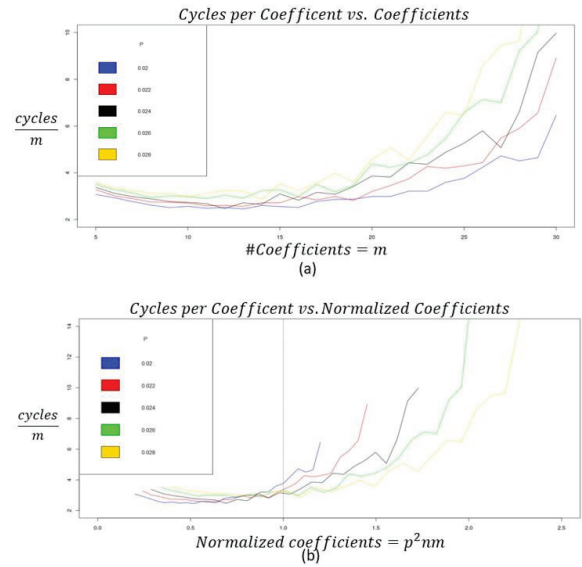 Cycles per Coefficent vs. Coefficients
P
0.02
0.022
0.024
0.026
0.028
cycles
m
10
8
6
4
2
5
10
15
20
25
30
#Coefficients = m
(a)
Cycles per Coefficent vs. Normalized Coefficients
P
0.02
0.022
0.024
0.026
0.028
cycles
m
14
12
10
8
6
4
2
0.0
0.5
1.0
1.5
2.0
2.5
Normalized coefficients = p²nm
(b)